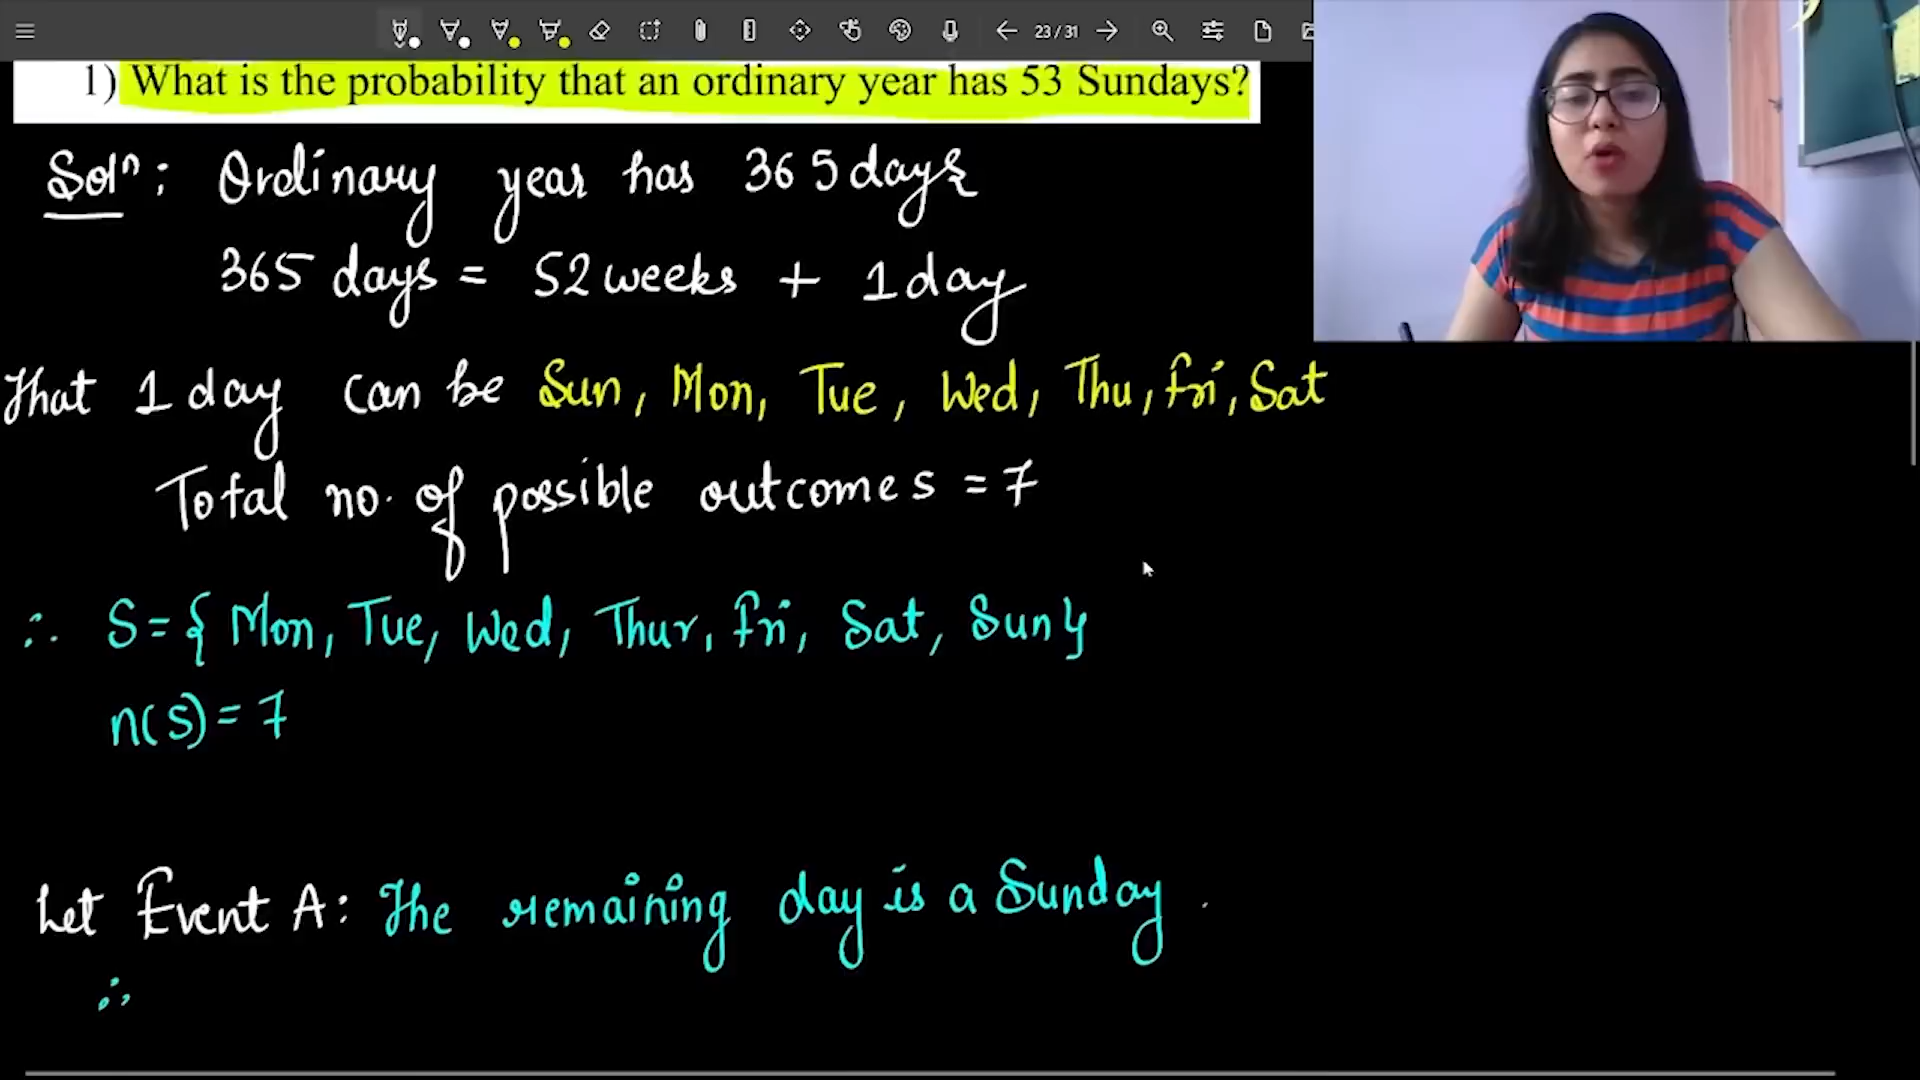 23/31
1) What is the probability that an ordinary year has 53 Sundays?
Solⁿ: Ordinary year has 365 days
365 days = 52 weeks + 1 day
That 1 day can be Sun, Mon, Tue, Wed, Thu, Fri, Sat
Total no. of possible outcomes = 7
∴ S = { Mon, Tue, Wed, Thur, Fri, Sat, Sun}
n(S) = 7
Let Event A: The remaining day is a Sunday.
∴